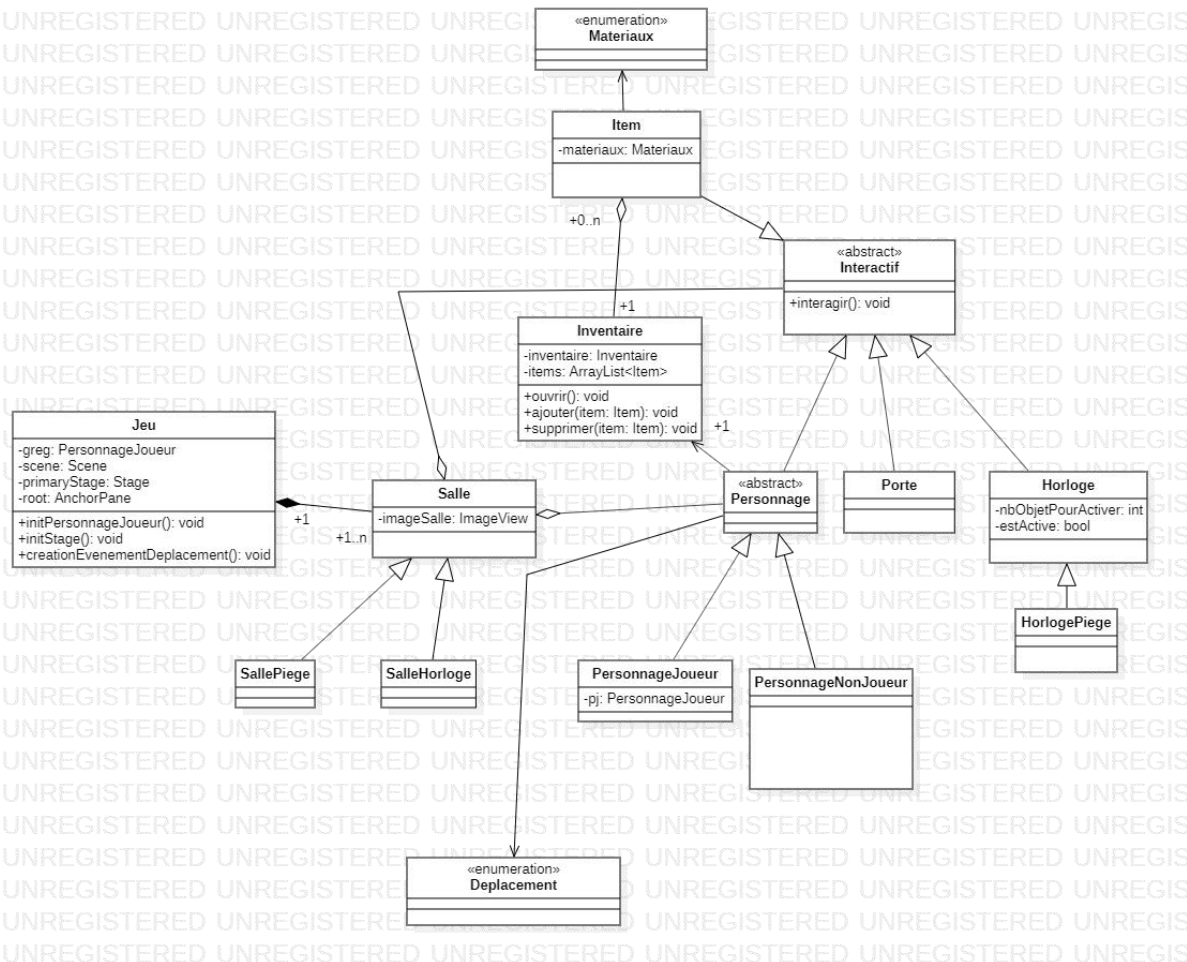 «enumeration»
Materiaux
Item
-materiaux: Materiaux
+0..n
«abstract»
Interactif
+interagir(): void
+1
Inventaire
-inventaire: Inventaire
-items: ArrayList<Item>
+ouvrir(): void
+ajouter(item: Item): void
+supprimer(item: Item): void
+1
Jeu
-greg: PersonnageJoueur
-scene: Scene
-primaryStage: Stage
-root: AnchorPane
+initPersonnageJoueur(): void
+initStage(): void
+creationEvenementDeplacement(): void
+1
+1..n
Salle
-imageSalle: ImageView
«abstract»
Personnage
Porte
Horloge
-nbObjetPourActiver: int
-estActive: bool
HorlogePiege
SallePiege
SalleHorloge
PersonnageJoueur
-pj: PersonnageJoueur
PersonnageNonJoueur
«enumeration»
Deplacement
UNREGISTERED